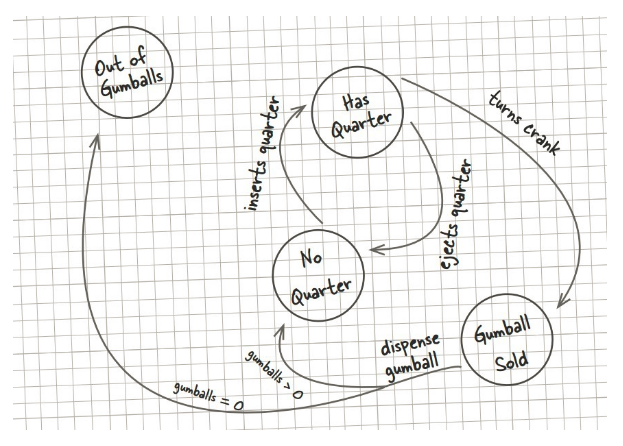 Out of
Gumballs
Has
Quarter
turns crank
inserts quarter
ejects quarter
No
Quarter
Gumball
Sold
dispense
gumball
gumballs > 0
gumballs = 0